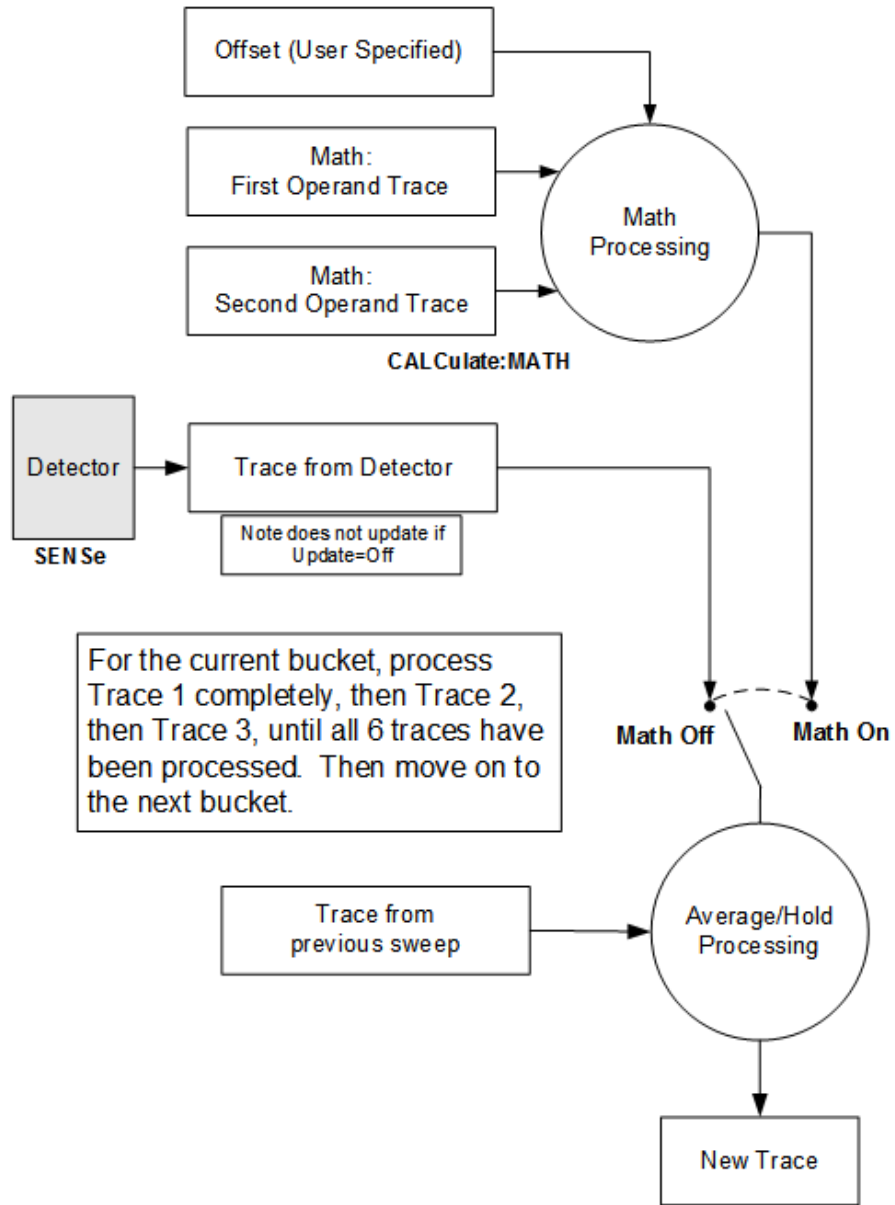 Offset (User Specified)
Math:
First Operand Trace
Math
Processing
Math:
Second Operand Trace
CALCulate:MATH
Detector
Trace from Detector
Note does not update if
Update=Off
SENSe
For the current bucket, process
Trace 1 completely, then Trace 2,
then Trace 3, until all 6 traces have
been processed. Then move on to
the next bucket.
Math Off
Math On
Trace from
previous sweep
Average/Hold
Processing
New Trace